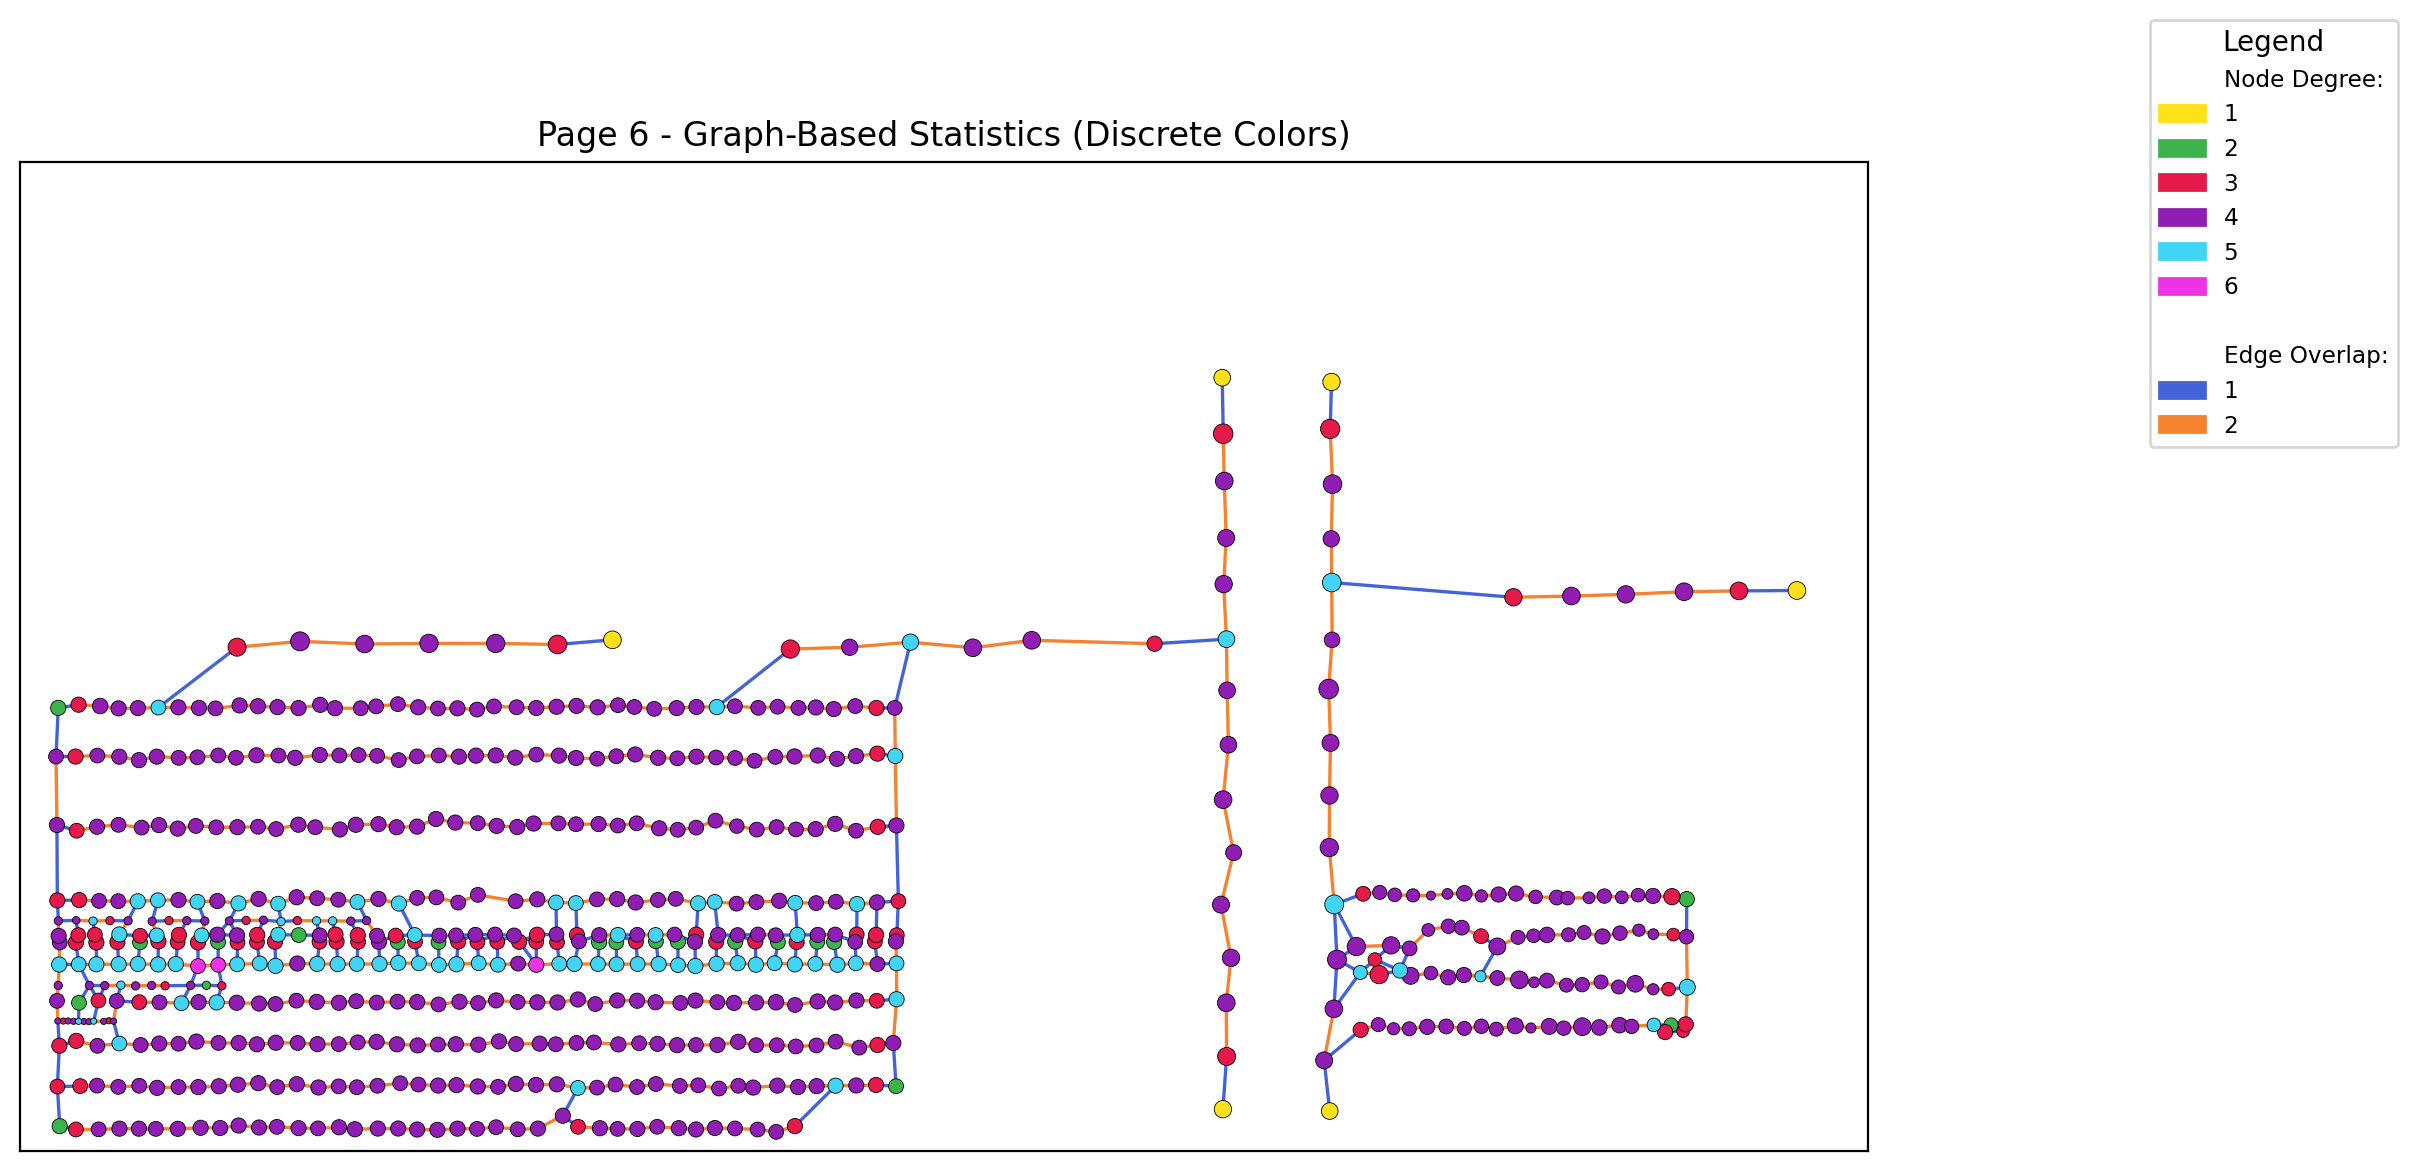 Page 6 - Graph-Based Statistics (Discrete Colors)
Legend
Node Degree:
1
2
3
4
5
6
Edge Overlap:
1
2